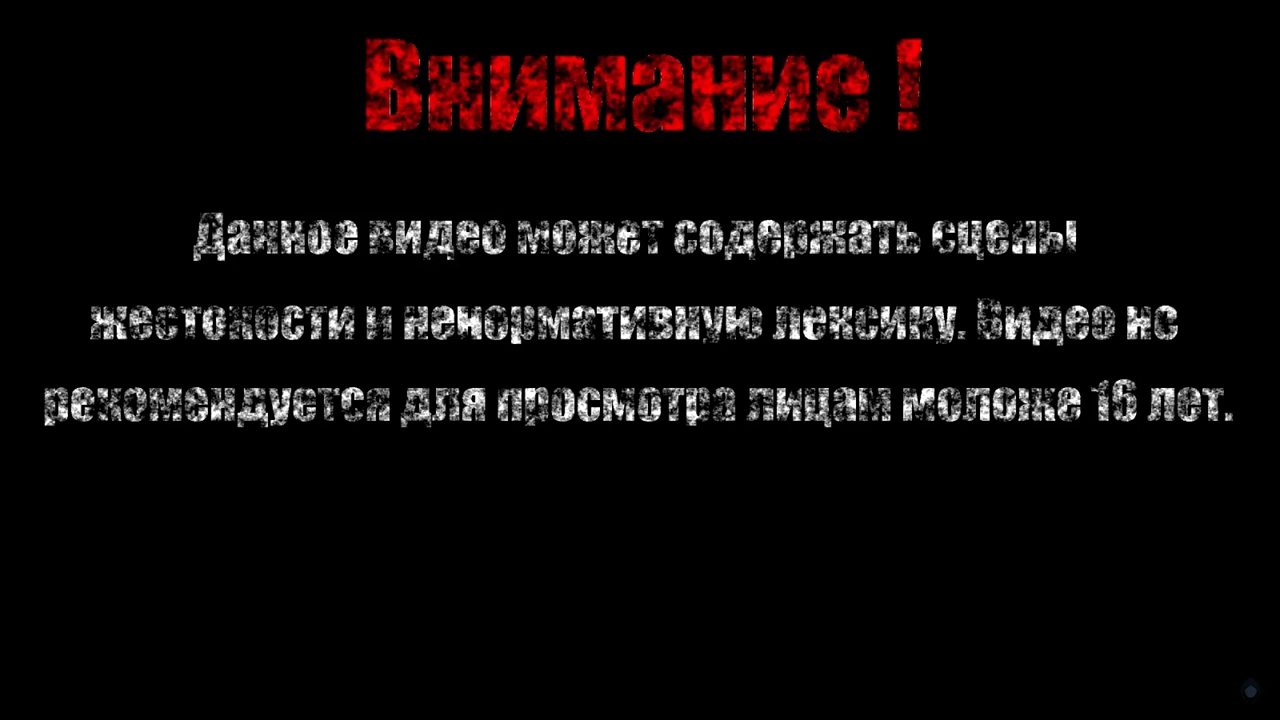 Внимание !
Данное видео может содержать сцены
жестокости и ненормативную лексику. Видео не
рекомендуется для просмотра лицам моложе 16 лет.